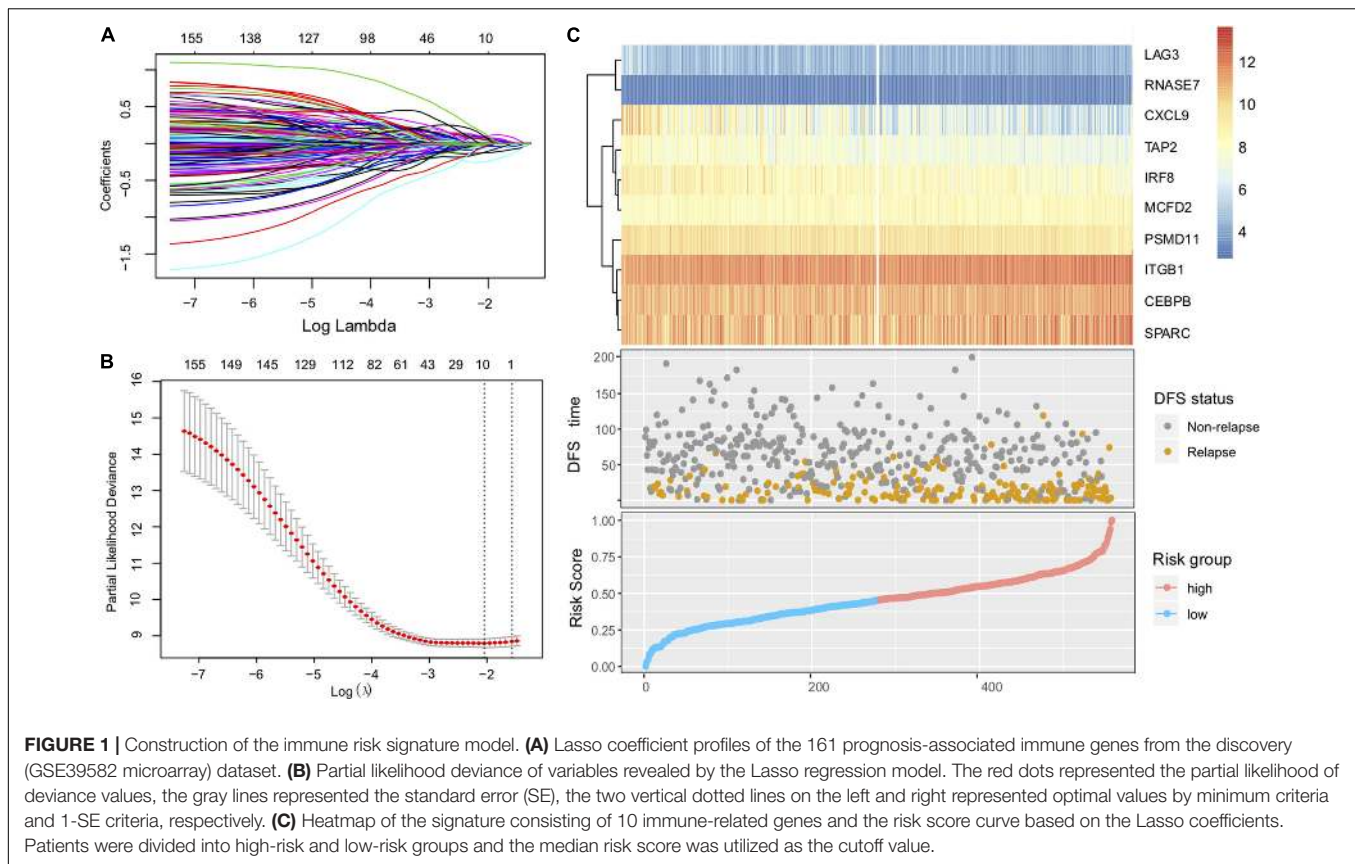 A
155 138 127 98 46 10
Coefficients
0.5
−0.5
−1.5
−7 −6 −5 −4 −3 −2
Log Lambda
B
155 149 145 129 112 82 61 43 29 10 1
Partial Likelihood Deviance
16
15
14
13
12
11
10
9
−7 −6 −5 −4 −3 −2
Log (λ)
C
LAG3
RNASE7
CXCL9
TAP2
IRF8
MCFD2
PSMD11
ITGB1
CEBPB
SPARC
12
10
8
6
4
DFS time
200
150
100
50
DFS status
Non-relapse
Relapse
Risk Score
1.00
0.75
0.50
0.25
0.00
0 200 400
Risk group
high
low
FIGURE 1 | Construction of the immune risk signature model. (A) Lasso coefficient profiles of the 161 prognosis-associated immune genes from the discovery
(GSE39582 microarray) dataset. (B) Partial likelihood deviance of variables revealed by the Lasso regression model. The red dots represented the partial likelihood of
deviance values, the gray lines represented the standard error (SE), the two vertical dotted lines on the left and right represented optimal values by minimum criteria
and 1-SE criteria, respectively. (C) Heatmap of the signature consisting of 10 immune-related genes and the risk score curve based on the Lasso coefficients.
Patients were divided into high-risk and low-risk groups and the median risk score was utilized as the cutoff value.